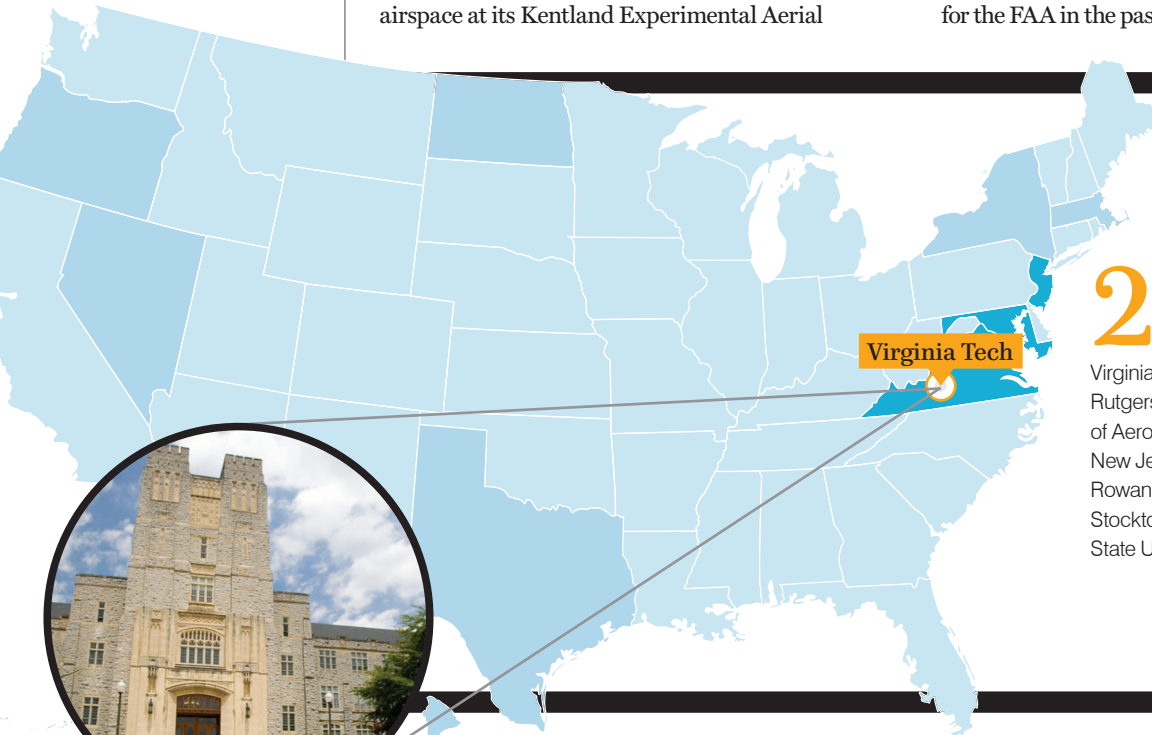 airspace at its Kentland Experimental Aerial
for the FAA in the pas
Virginia Tech
2
Virginia
Rutgers
of Aero
New Je
Rowan
Stockto
State U